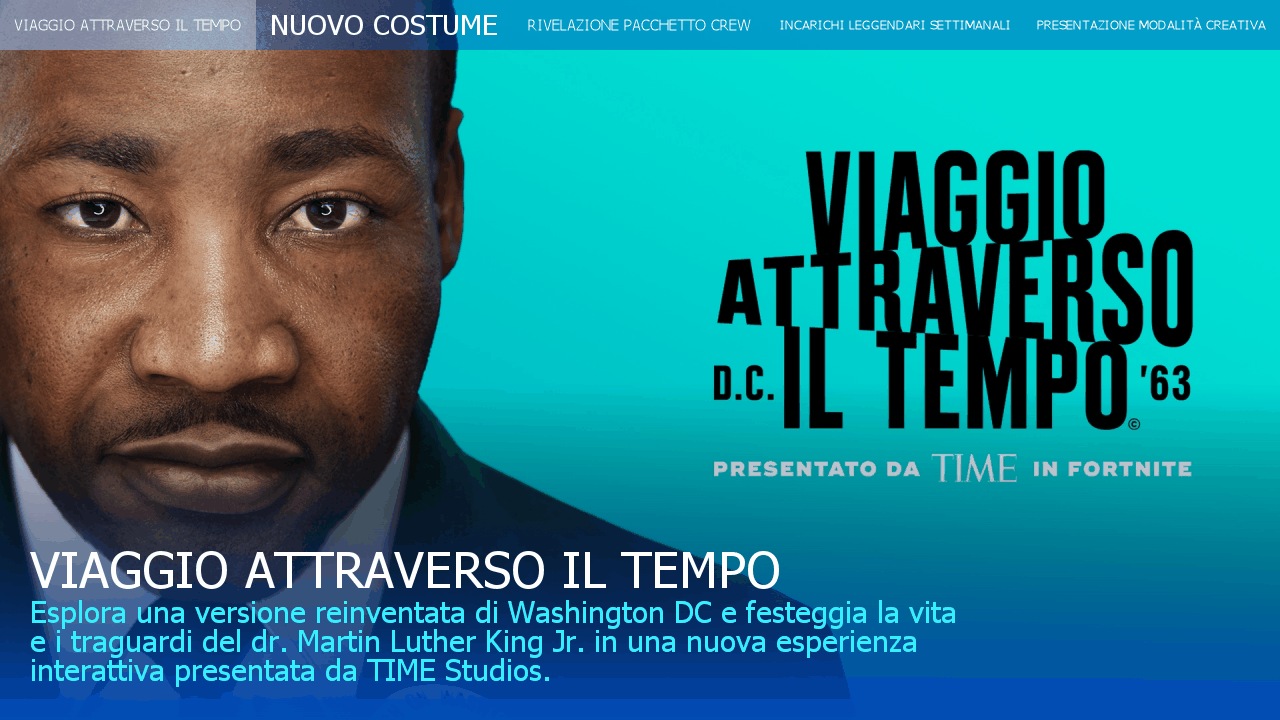 VIAGGIO ATTRAVERSO IL TEMPO
NUOVO COSTUME
RIVELAZIONE PACCHETTO CREW
INCARICHI LEGGENDARI SETTIMANALI
PRESENTAZIONE MODALITÀ CREATIVA
VIAGGIO
ATTRAVERSO
D.C. IL TEMPO '63
©
PRESENTATO DA TIME IN FORTNITE
VIAGGIO ATTRAVERSO IL TEMPO
Esplora una versione reinventata di Washington DC e festeggia la vita
e i traguardi del dr. Martin Luther King Jr. in una nuova esperienza
interattiva presentata da TIME Studios.